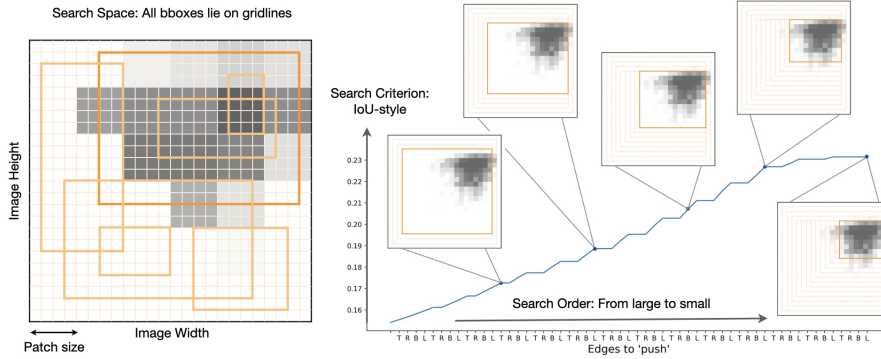 Search Space: All bboxes lie on gridlines
Image Height
Patch size
Image Width
Search Criterion:
IoU-style
0.23
0.22
0.21
0.20
0.19
0.18
0.17
0.16
Search Order: From large to small
T R B L T R B L T R B L T R B L T R B L T R B L T R B L T R B L T R B L T R B L T R B L T R B L T R B L T R B L
Edges to 'push'